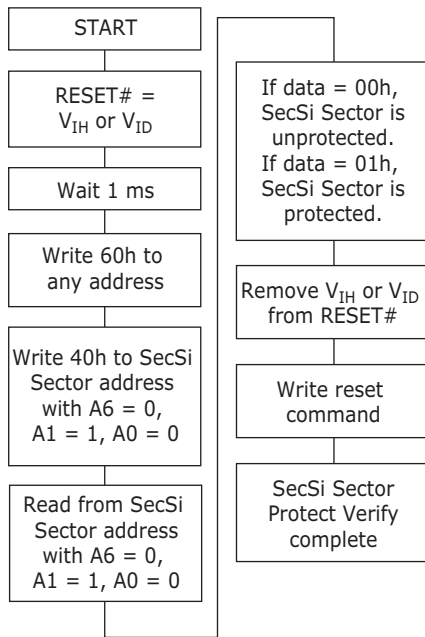 START
RESET# =
V_IH or V_ID
Wait 1 ms
Write 60h to
any address
Write 40h to SecSi
Sector address
with A6 = 0,
A1 = 1, A0 = 0
Read from SecSi
Sector address
with A6 = 0,
A1 = 1, A0 = 0
If data = 00h,
SecSi Sector is
unprotected.
If data = 01h,
SecSi Sector is
protected.
Remove V_IH or V_ID
from RESET#
Write reset
command
SecSi Sector
Protect Verify
complete